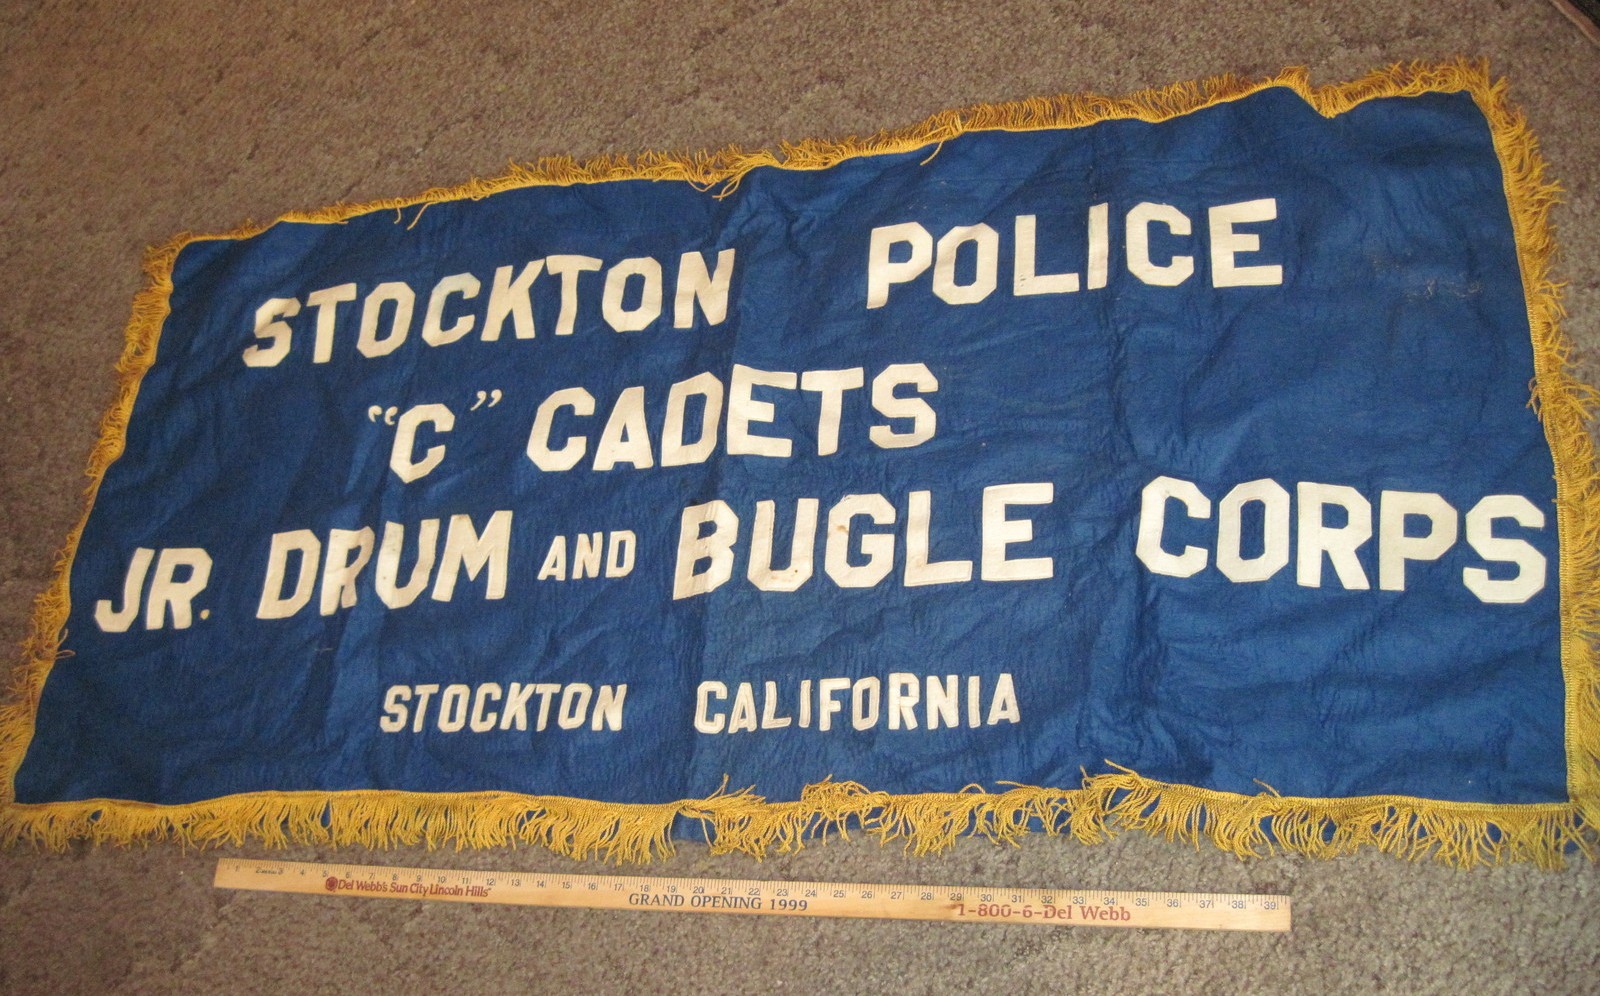 STOCKTON POLICE
"C" CADETS
JR. DRUM AND BUGLE CORPS
STOCKTON CALIFORNIA
Del Webb's Sun City Lincoln Hills
GRAND OPENING 1999
1-800-6-Del Webb